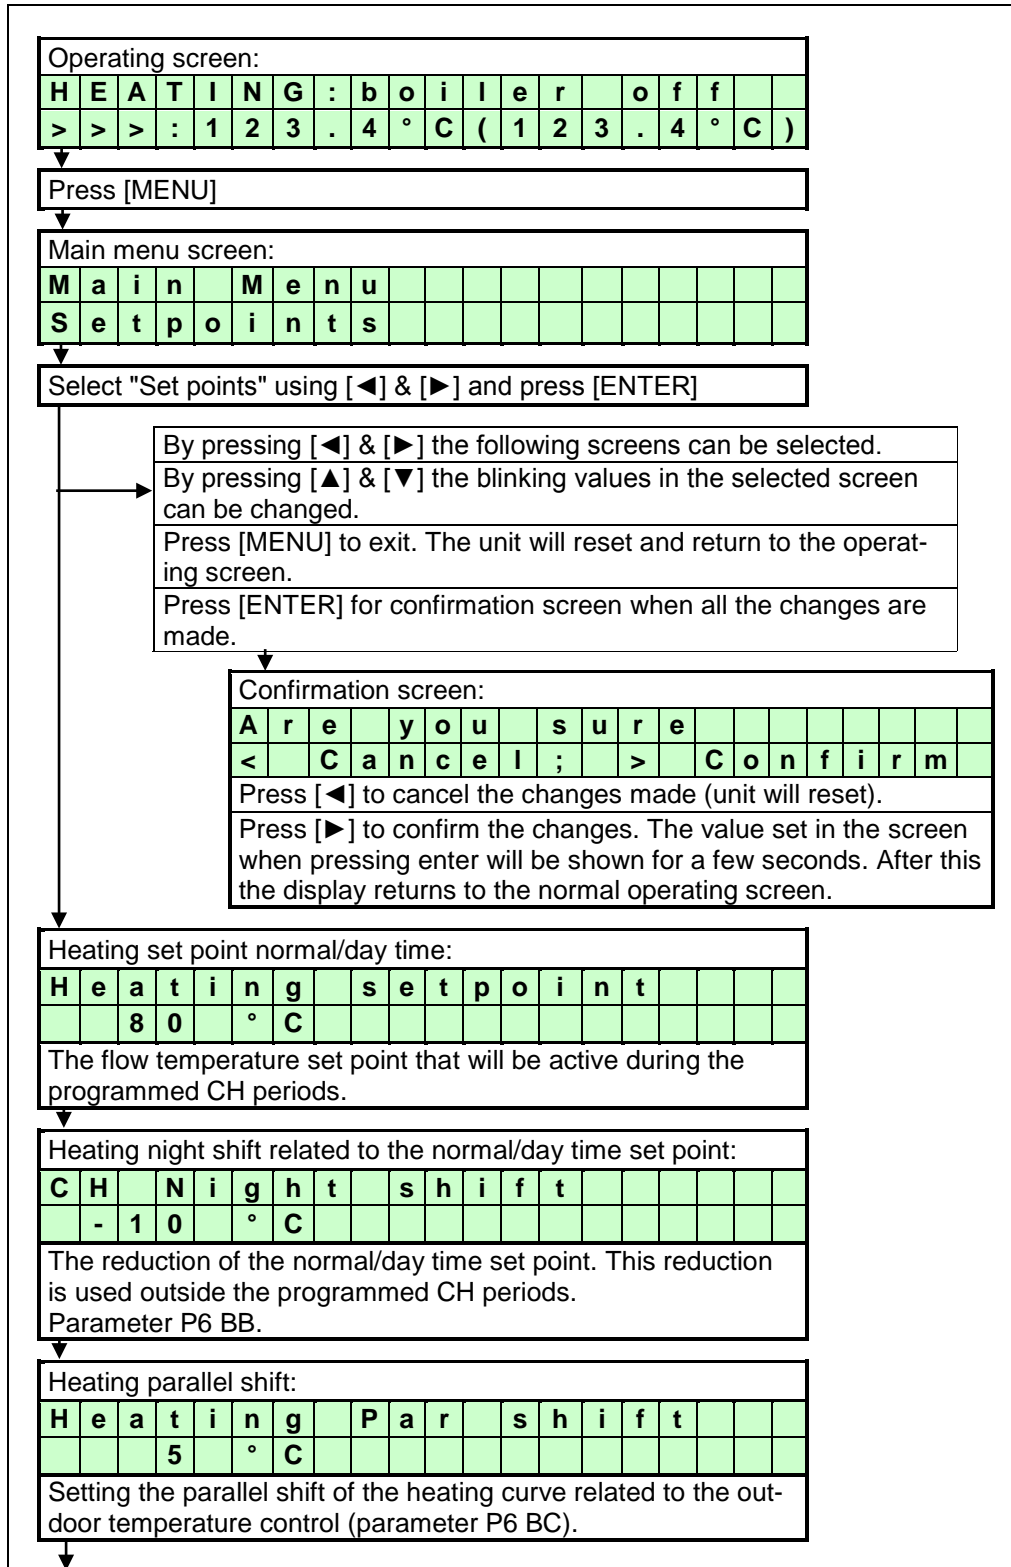 Operating screen:
HEATING:boiler off
>>>:123.4°C(123.4°C)
Press [MENU]
Main menu screen:
Main Menu
Setpoints
Select "Set points" using [◄] & [►] and press [ENTER]
By pressing [◄] & [►] the following screens can be selected.
By pressing [▲] & [▼] the blinking values in the selected screen
can be changed.
Press [MENU] to exit. The unit will reset and return to the operat-
ing screen.
Press [ENTER] for confirmation screen when all the changes are
made.
Confirmation screen:
Are you sure
< Cancel; > Confirm
Press [◄] to cancel the changes made (unit will reset).
Press [►] to confirm the changes. The value set in the screen
when pressing enter will be shown for a few seconds. After this
the display returns to the normal operating screen.
Heating set point normal/day time:
Heating setpoint
80 °C
The flow temperature set point that will be active during the
programmed CH periods.
Heating night shift related to the normal/day time set point:
CH Night shift
-10 °C
The reduction of the normal/day time set point. This reduction
is used outside the programmed CH periods.
Parameter P6 BB.
Heating parallel shift:
Heating Par shift
5 °C
Setting the parallel shift of the heating curve related to the out-
door temperature control (parameter P6 BC).